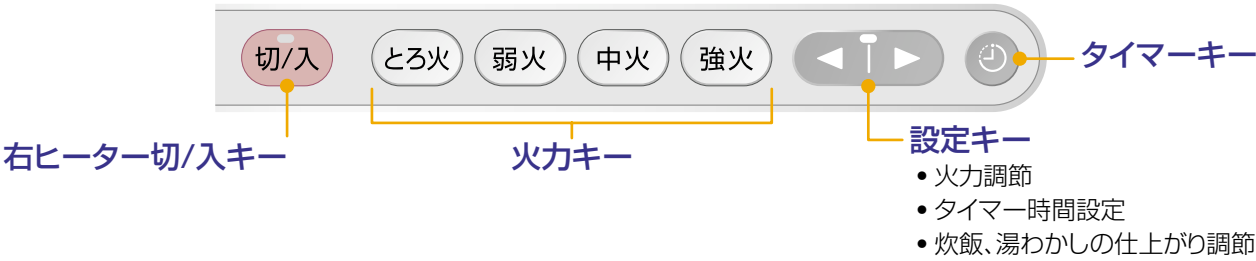 切/入 とろ火 弱火 中火 強火
タイマーキー
右ヒーター切/入キー
火力キー
設定キー
• 火力調節
• タイマー時間設定
• 炊飯、湯わかしの仕上がり調節